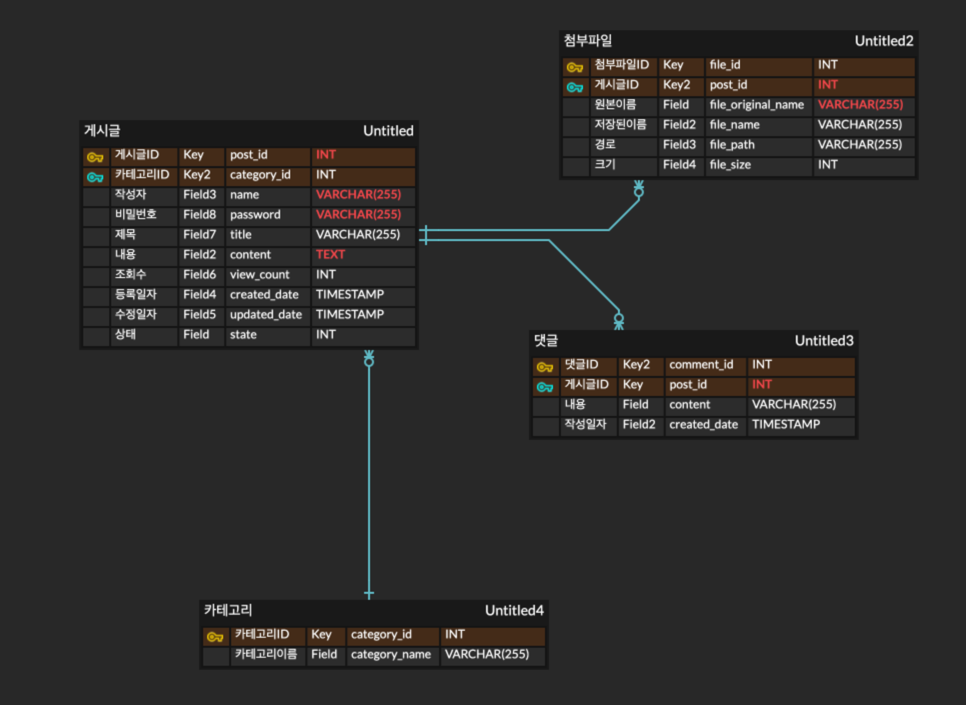 첨부파일 Untitled2
첨부파일ID Key file_id INT
게시글ID Key2 post_id INT
원본이름 Field file_original_name VARCHAR(255)
저장된이름 Field2 file_name VARCHAR(255)
경로 Field3 file_path VARCHAR(255)
크기 Field4 file_size INT
게시글 Untitled
게시글ID Key post_id INT
카테고리ID Key2 category_id INT
작성자 Field3 name VARCHAR(255)
비밀번호 Field8 password VARCHAR(255)
제목 Field7 title VARCHAR(255)
내용 Field2 content TEXT
조회수 Field6 view_count INT
등록일자 Field4 created_date TIMESTAMP
수정일자 Field5 updated_date TIMESTAMP
상태 Field state INT
댓글 Untitled3
댓글ID Key2 comment_id INT
게시글ID Key post_id INT
내용 Field content VARCHAR(255)
작성일자 Field2 created_date TIMESTAMP
카테고리 Untitled4
카테고리ID Key category_id INT
카테고리이름 Field category_name VARCHAR(255)